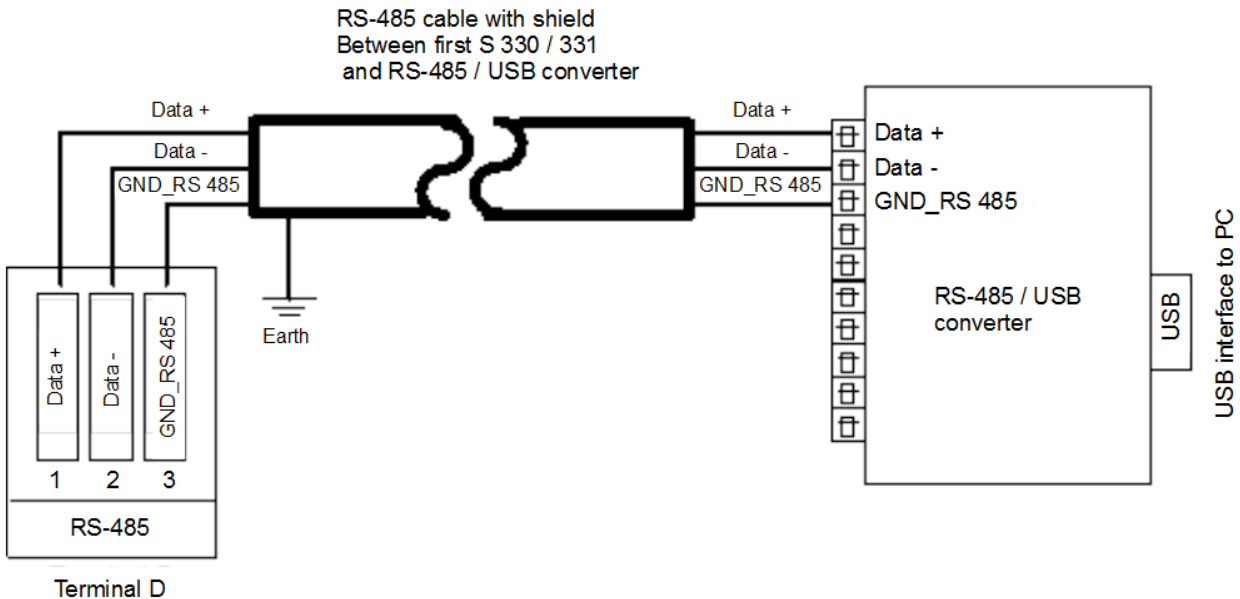 RS-485 cable with shield
Between first S 330 / 331
and RS-485 / USB converter
Data +
Data -
GND_RS 485
Data +
Data -
GND_RS 485
Data +
Data -
GND_RS 485
RS-485 / USB
converter
USB
USB interface to PC
Earth
Data +
Data -
GND_RS 485
1
2
3
RS-485
Terminal D